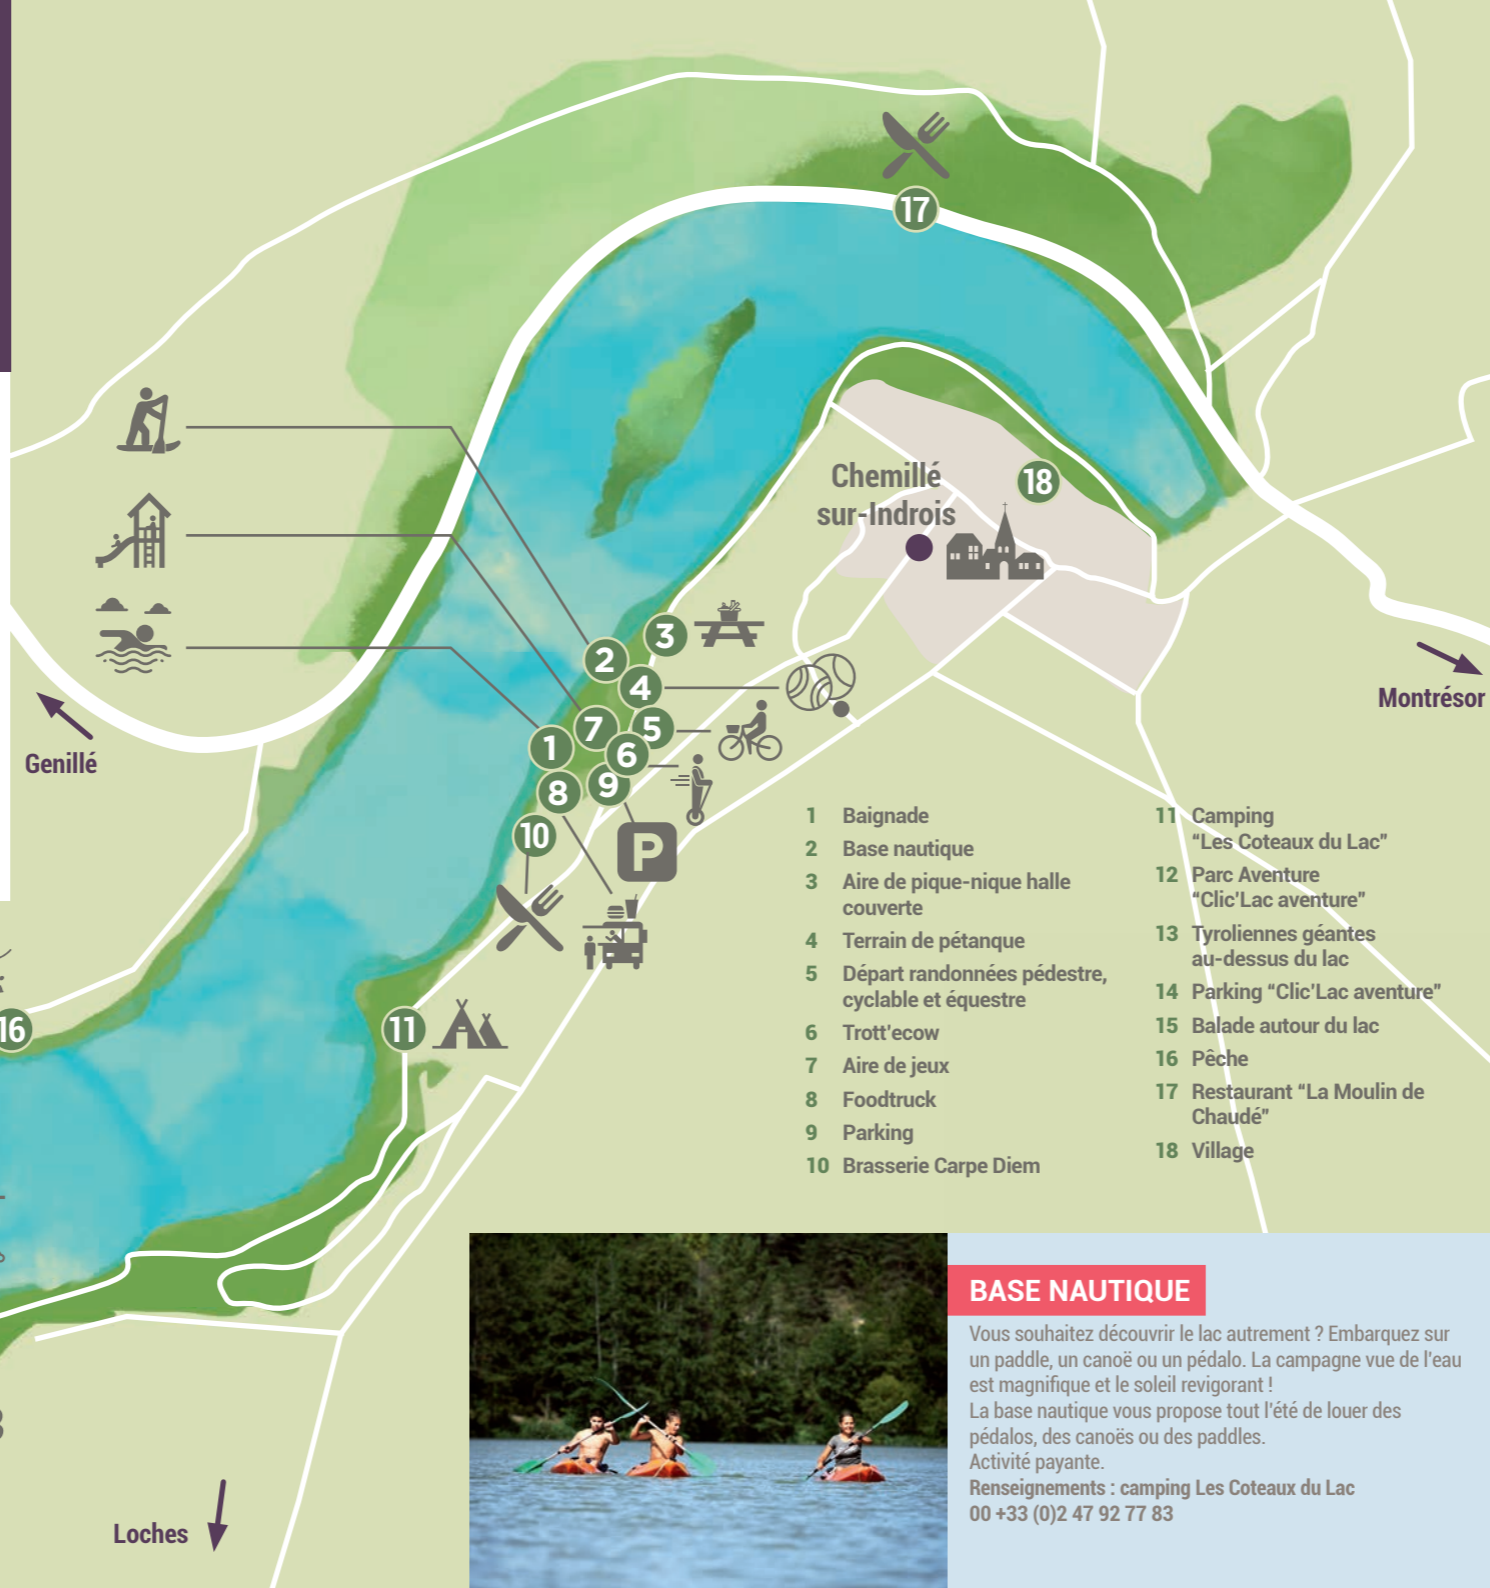 17
Chemillé
sur-Indrois
18
3
2
4
7
5
1
6
9
8
10
P
Genillé
Montrésor
16
11
1 Baignade
2 Base nautique
3 Aire de pique-nique halle
couverte
4 Terrain de pétanque
5 Départ randonnées pédestre,
cyclable et équestre
6 Trott'ecow
7 Aire de jeux
8 Foodtruck
9 Parking
10 Brasserie Carpe Diem
11 Camping
“Les Coteaux du Lac”
12 Parc Aventure
“Clic'Lac aventure”
13 Tyroliennes géantes
au-dessus du lac
14 Parking “Clic'Lac aventure”
15 Balade autour du lac
16 Pêche
17 Restaurant “La Moulin de
Chaudé”
18 Village
Loches
BASE NAUTIQUE
Vous souhaitez découvrir le lac autrement ? Embarquez sur
un paddle, un canoë ou un pédalo. La campagne vue de l'eau
est magnifique et le soleil revigorant !
La base nautique vous propose tout l'été de louer des
pédalos, des canoës ou des paddles.
Activité payante.
Renseignements : camping Les Coteaux du Lac
00 +33 (0)2 47 92 77 83